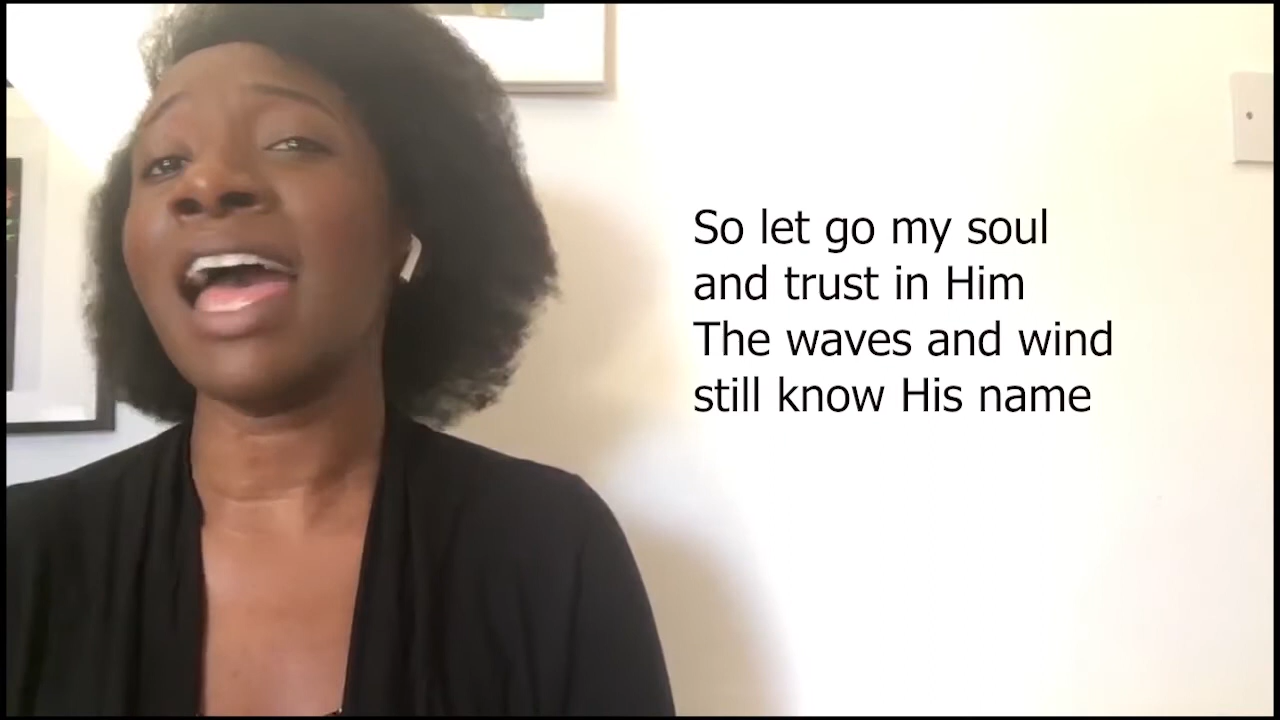 So let go my soul
and trust in Him
The waves and wind
still know His name